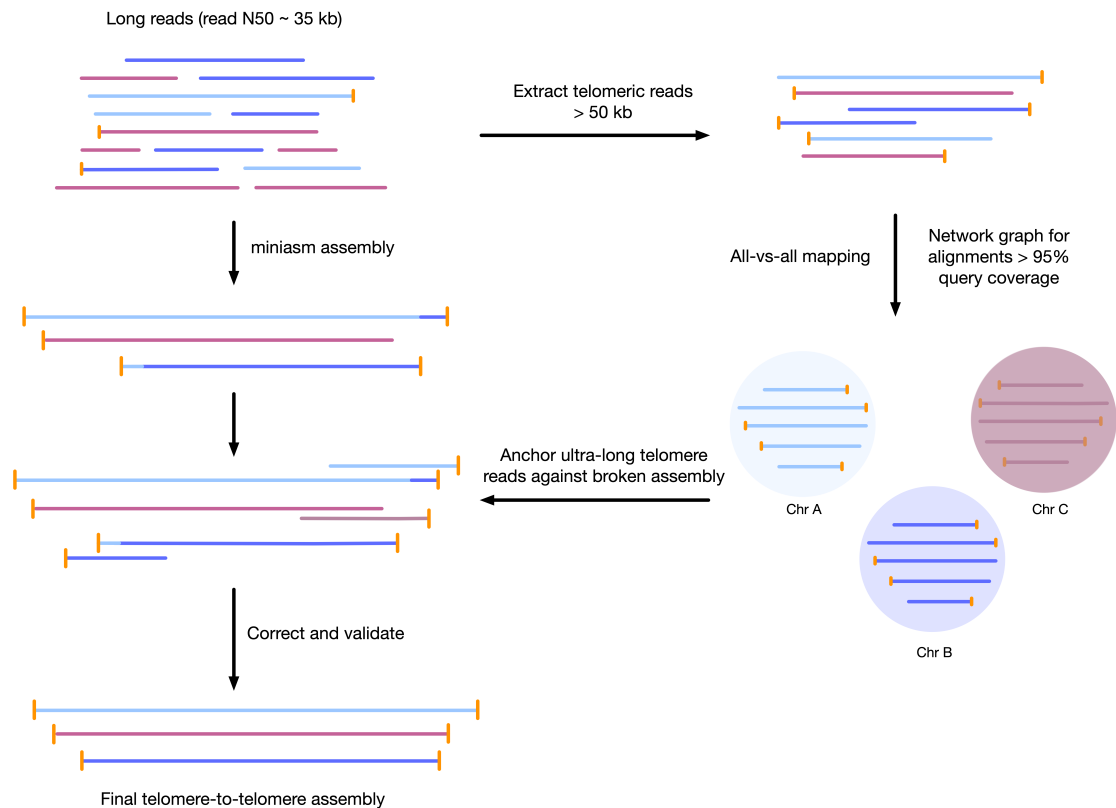 Long reads (read N50 ~ 35 kb)
Extract telomeric reads
> 50 kb
miniasm assembly
All-vs-all mapping
Network graph for
alignments > 95%
query coverage
Anchor ultra-long telomere
reads against broken assembly
Chr A
Chr C
Chr B
Correct and validate
Final telomere-to-telomere assembly